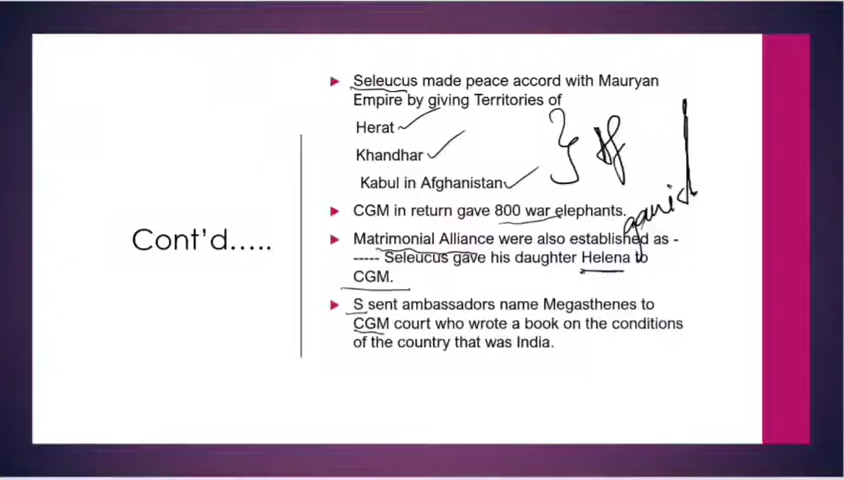 Cont'd.....
Seleucus made peace accord with Mauryan
Empire by giving Territories of
Herat
Khandhar
Kabul in Afghanistan
CGM in return gave 800 war elephants.
Matrimonial Alliance were also established as -
----- Seleucus gave his daughter Helena to
CGM.
S sent ambassadors name Megasthenes to
CGM court who wrote a book on the conditions
of the country that was India.